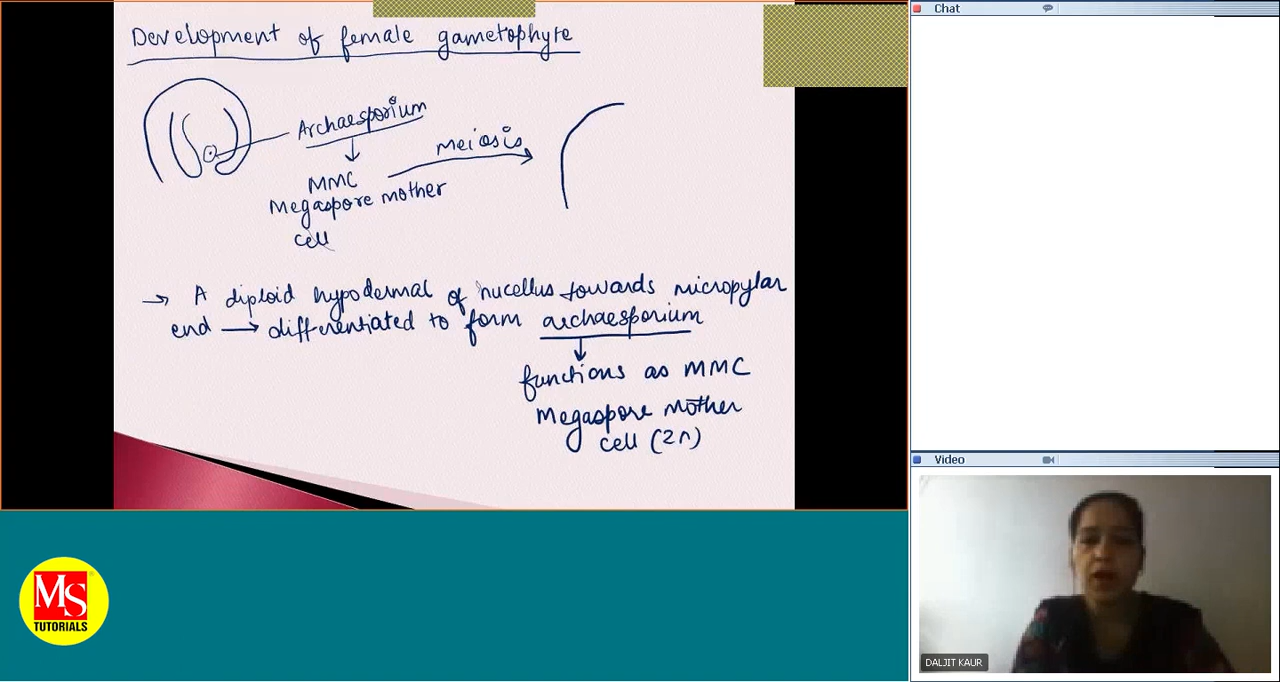 Development of female gametophyte
Archaesporium
meiosis
MMC
Megaspore mother
cell
→ A diploid hypodermal of nucellus towards micropylar
end → differentiated to form archaesporium
functions as MMC
Megaspore mother
cell (2n)
Chat
Video
MS
TUTORIALS
DALJIT KAUR